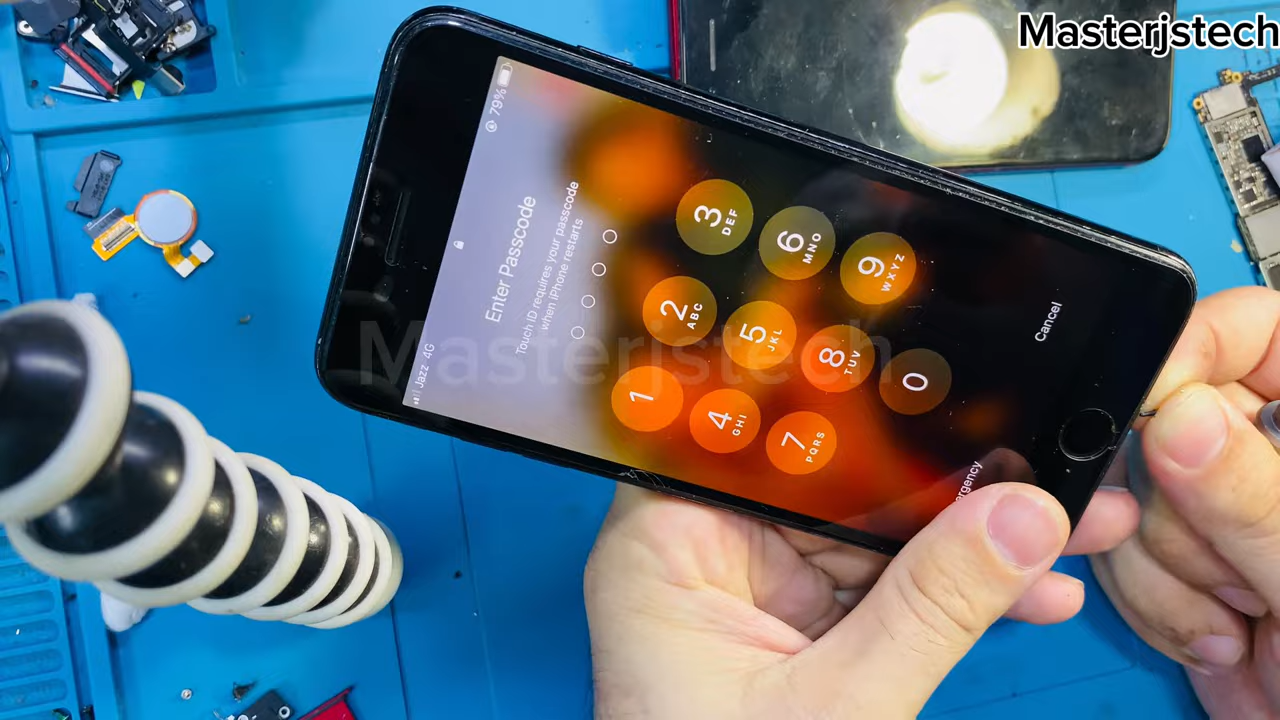 Masterjstech
Jazz 4G
79%
Enter Passcode
Touch ID requires your passcode
when iPhone restarts
1
2
ABC
3
DEF
4
GHI
5
JKL
6
MNO
7
PQRS
8
TUV
9
WXYZ
0
ergency
Cancel
Masterjstech